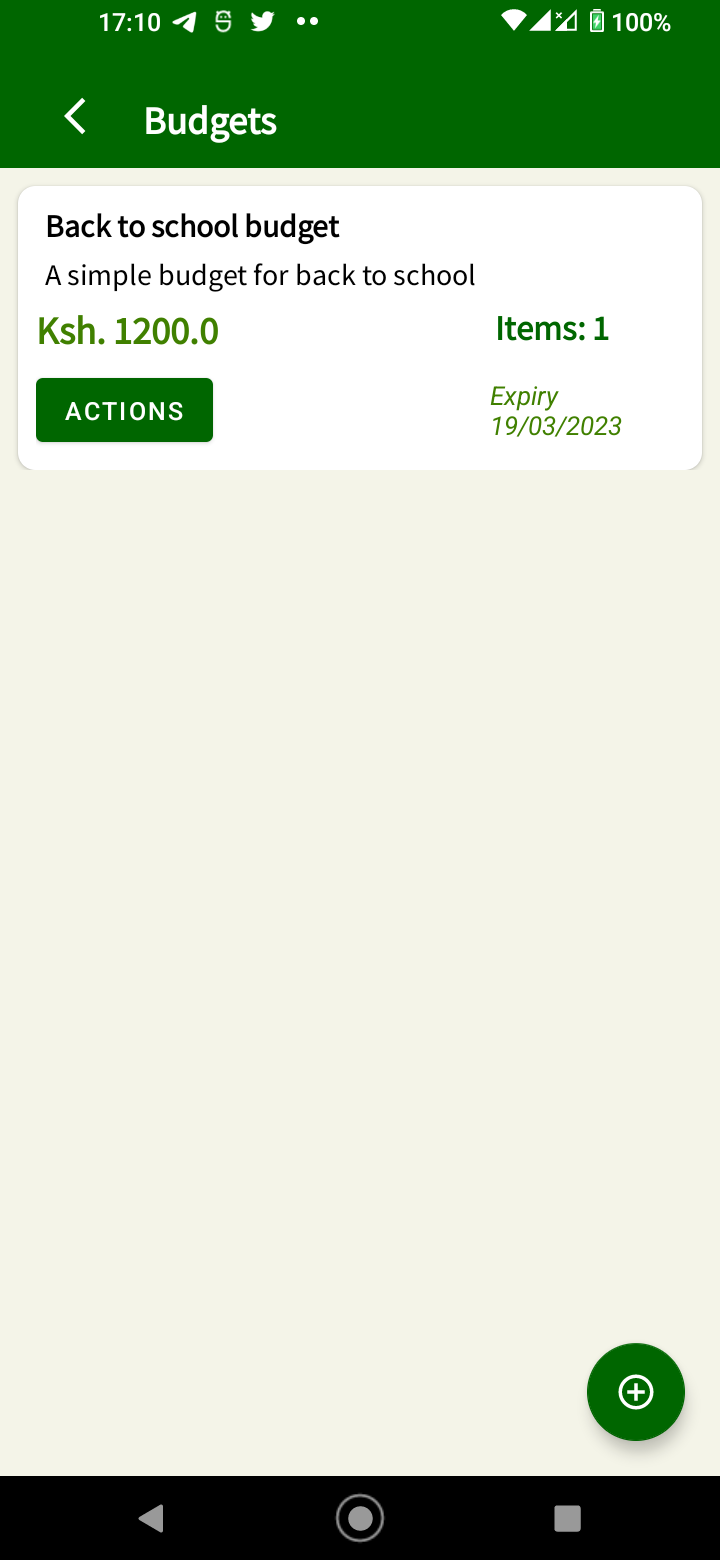 17:10 100%
Budgets
Back to school budget
A simple budget for back to school
Ksh. 1200.0 Items: 1
ACTIONS
Expiry
19/03/2023